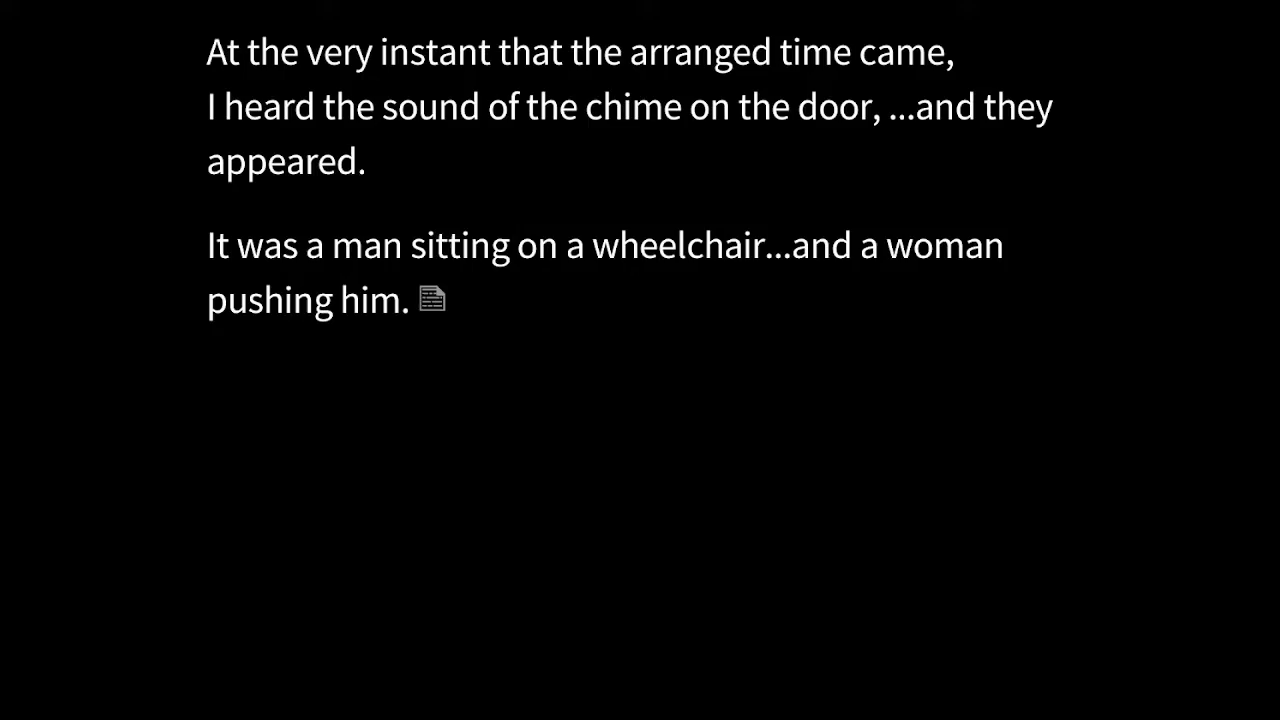 At the very instant that the arranged time came,
I heard the sound of the chime on the door, ...and they
appeared.
It was a man sitting on a wheelchair...and a woman
pushing him.